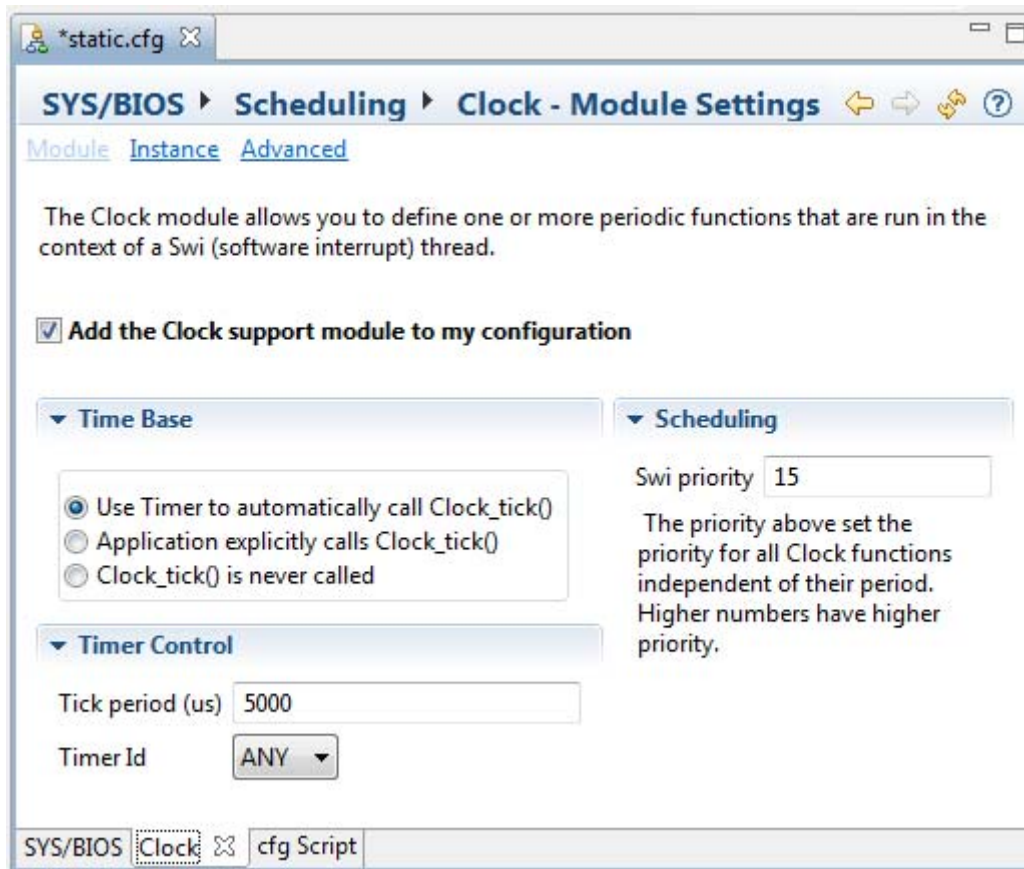 *static.cfg
SYS/BIOS Scheduling Clock - Module Settings
Module Instance Advanced
The Clock module allows you to define one or more periodic functions that are run in the
context of a Swi (software interrupt) thread.
Add the Clock support module to my configuration
Time Base
Use Timer to automatically call Clock_tick()
Application explicitly calls Clock_tick()
Clock_tick() is never called
Timer Control
Tick period (us) 5000
Timer Id ANY
Scheduling
Swi priority 15
The priority above set the
priority for all Clock functions
independent of their period.
Higher numbers have higher
priority.
SYS/BIOS Clock cfg Script